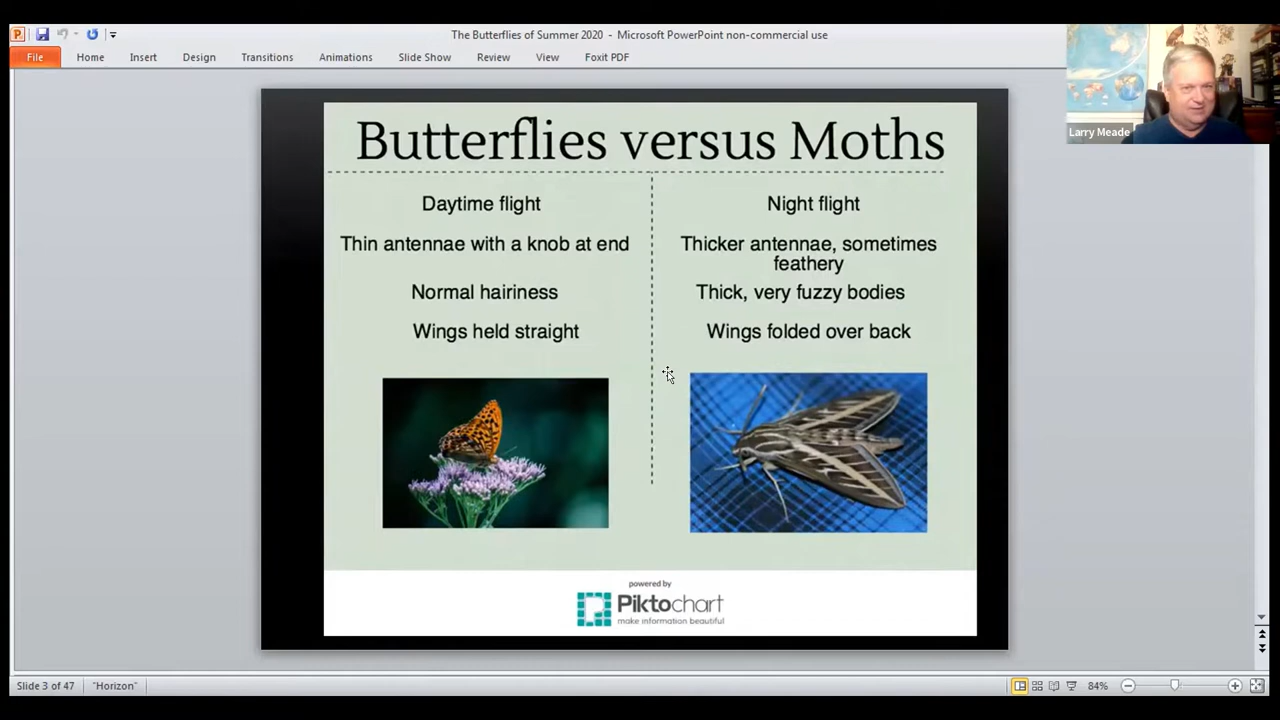 The Butterflies of Summer 2020 - Microsoft PowerPoint non-commercial use
File Home Insert Design Transitions Animations Slide Show Review View Foxit PDF
Larry Meade
Butterflies versus Moths
Daytime flight
Thin antennae with a knob at end
Normal hairiness
Wings held straight
Night flight
Thicker antennae, sometimes
feathery
Thick, very fuzzy bodies
Wings folded over back
powered by
Piktochart
make information beautiful
Slide 3 of 47 "Horizon" 84%